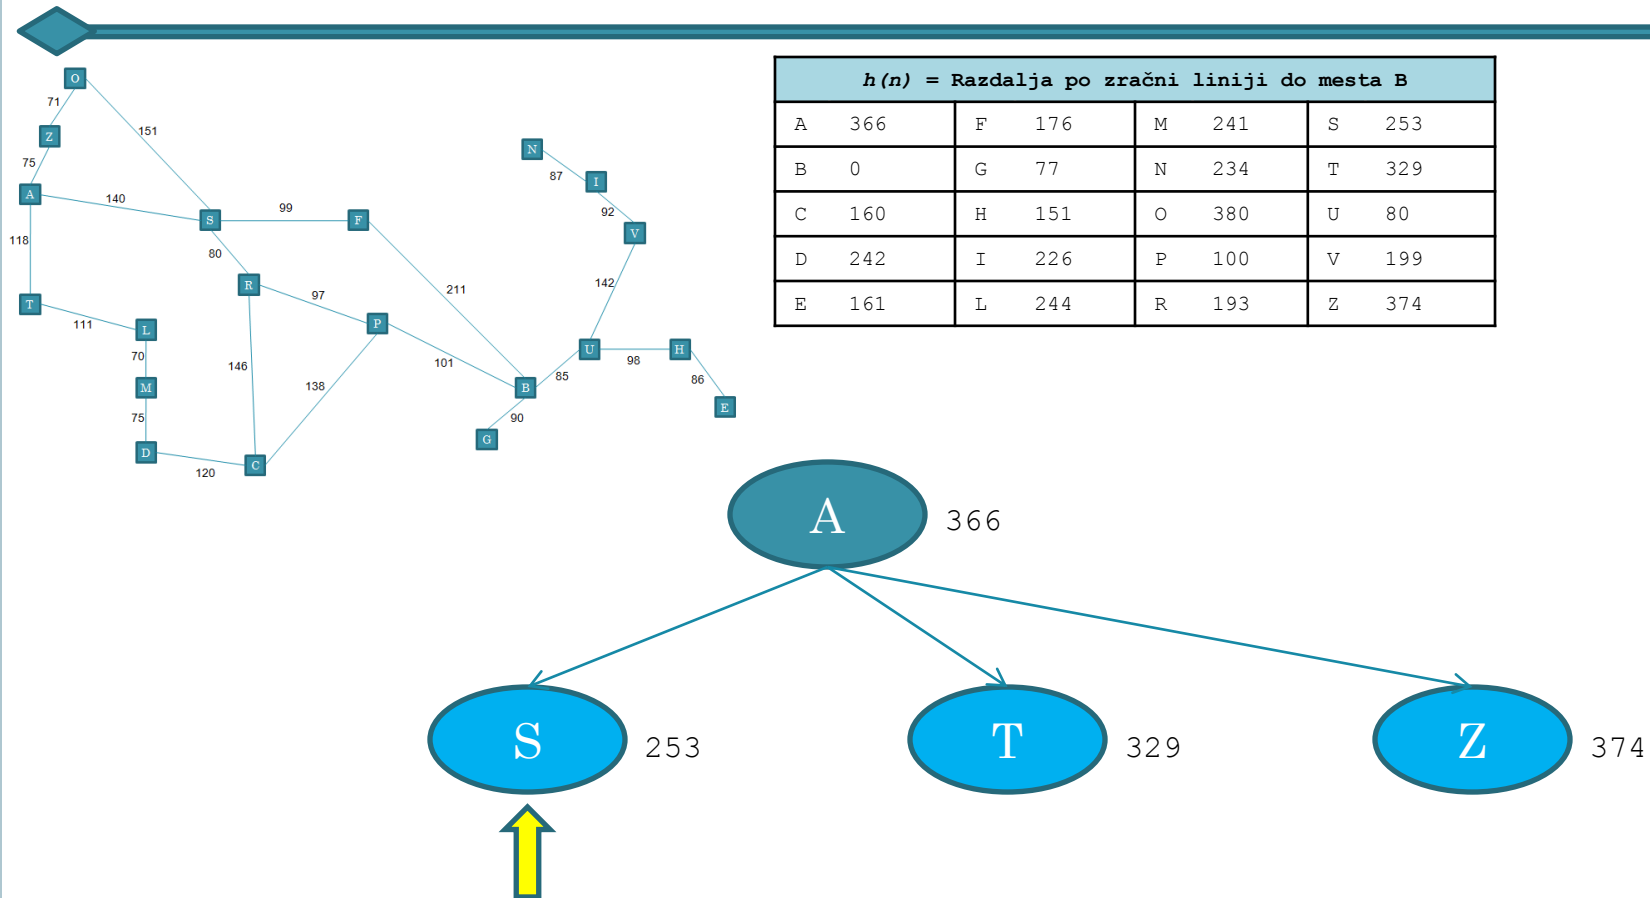 h(n) = Razdalja po zračni liniji do mesta B
A 366 F 176 M 241 S 253
B 0 G 77 N 234 T 329
C 160 H 151 O 380 U 80
D 242 I 226 P 100 V 199
E 161 L 244 R 193 Z 374
O
71
151
Z
N
75
87
I
A
140
92
99
S
F
V
118
80
R
142
211
97
T
P
111
L
U
98
H
70
101
146
85
86
138
M
B
E
75
90
G
D
C
120
A 366
S 253 T 329 Z 374